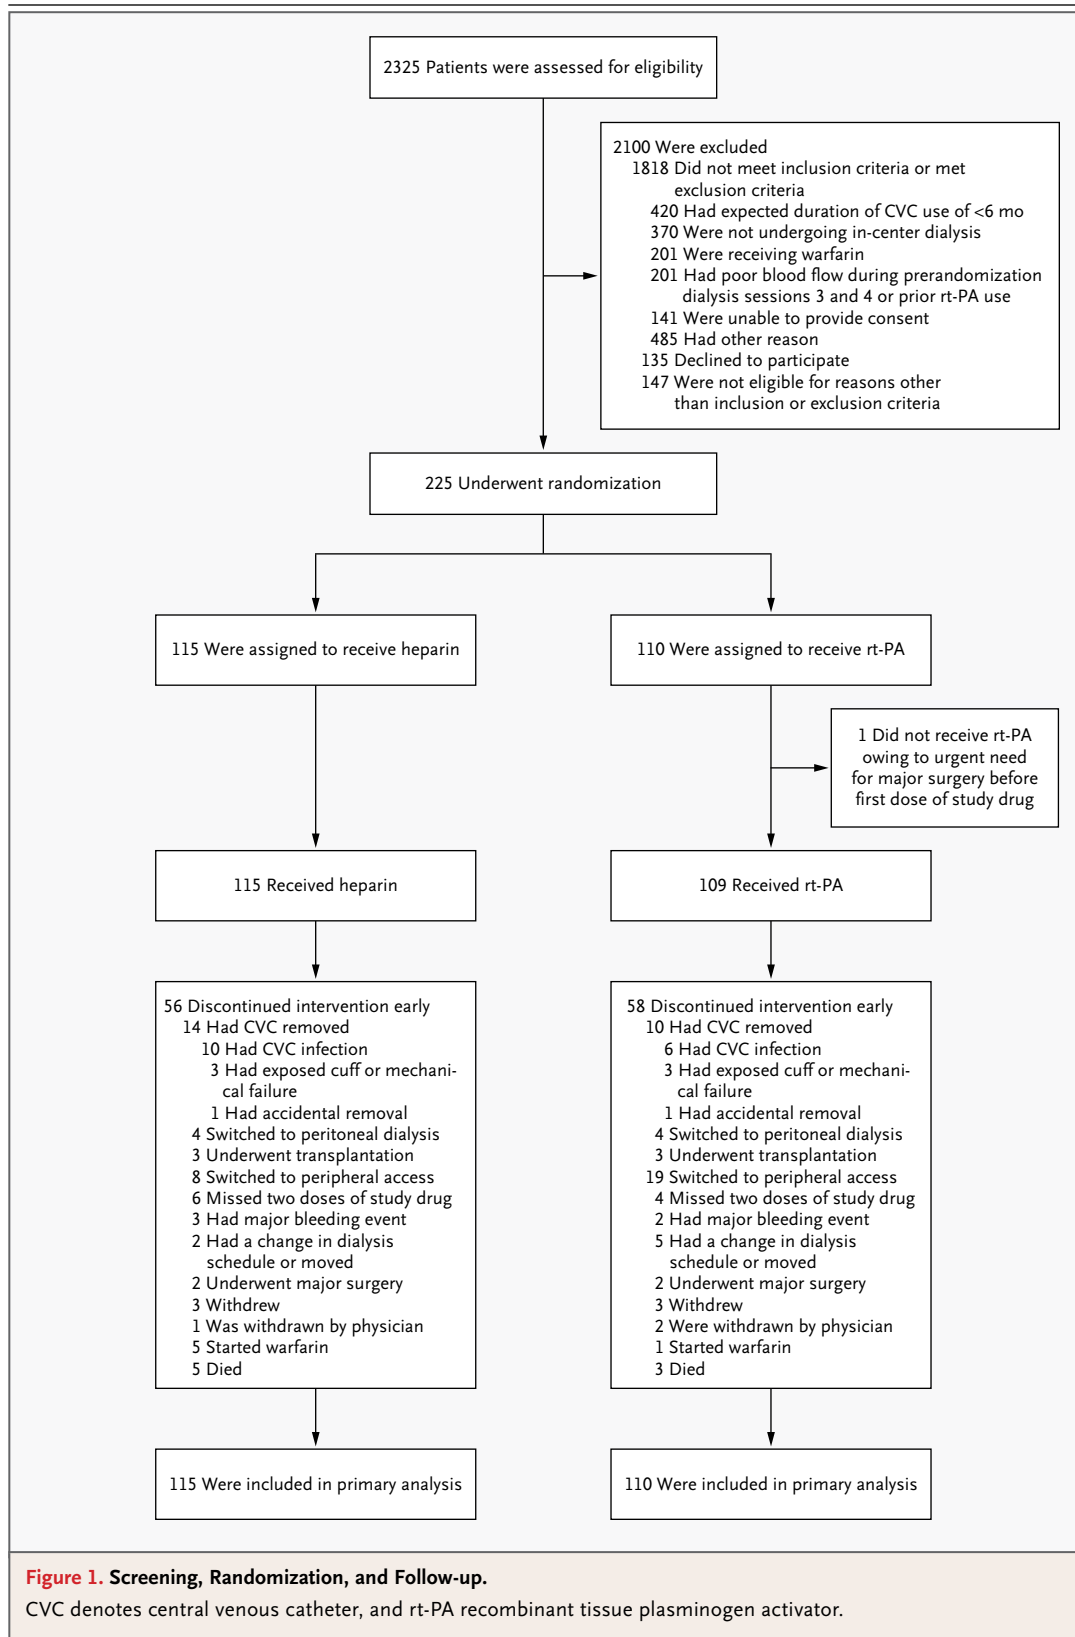 2325 Patients were assessed for eligibility
2100 Were excluded
1818 Did not meet inclusion criteria or met
exclusion criteria
420 Had expected duration of CVC use of <6 mo
370 Were not undergoing in-center dialysis
201 Were receiving warfarin
201 Had poor blood flow during prerandomization
dialysis sessions 3 and 4 or prior rt-PA use
141 Were unable to provide consent
485 Had other reason
135 Declined to participate
147 Were not eligible for reasons other
than inclusion or exclusion criteria
225 Underwent randomization
115 Were assigned to receive heparin
110 Were assigned to receive rt-PA
1 Did not receive rt-PA
owing to urgent need
for major surgery before
first dose of study drug
115 Received heparin
109 Received rt-PA
56 Discontinued intervention early
14 Had CVC removed
10 Had CVC infection
3 Had exposed cuff or mechani-
cal failure
1 Had accidental removal
4 Switched to peritoneal dialysis
3 Underwent transplantation
8 Switched to peripheral access
6 Missed two doses of study drug
3 Had major bleeding event
2 Had a change in dialysis
schedule or moved
2 Underwent major surgery
3 Withdrew
1 Was withdrawn by physician
5 Started warfarin
5 Died
58 Discontinued intervention early
10 Had CVC removed
6 Had CVC infection
3 Had exposed cuff or mechani-
cal failure
1 Had accidental removal
4 Switched to peritoneal dialysis
3 Underwent transplantation
19 Switched to peripheral access
4 Missed two doses of study drug
2 Had major bleeding event
5 Had a change in dialysis
schedule or moved
2 Underwent major surgery
3 Withdrew
2 Were withdrawn by physician
1 Started warfarin
3 Died
115 Were included in primary analysis
110 Were included in primary analysis
Figure 1. Screening, Randomization, and Follow-up.
CVC denotes central venous catheter, and rt-PA recombinant tissue plasminogen activator.